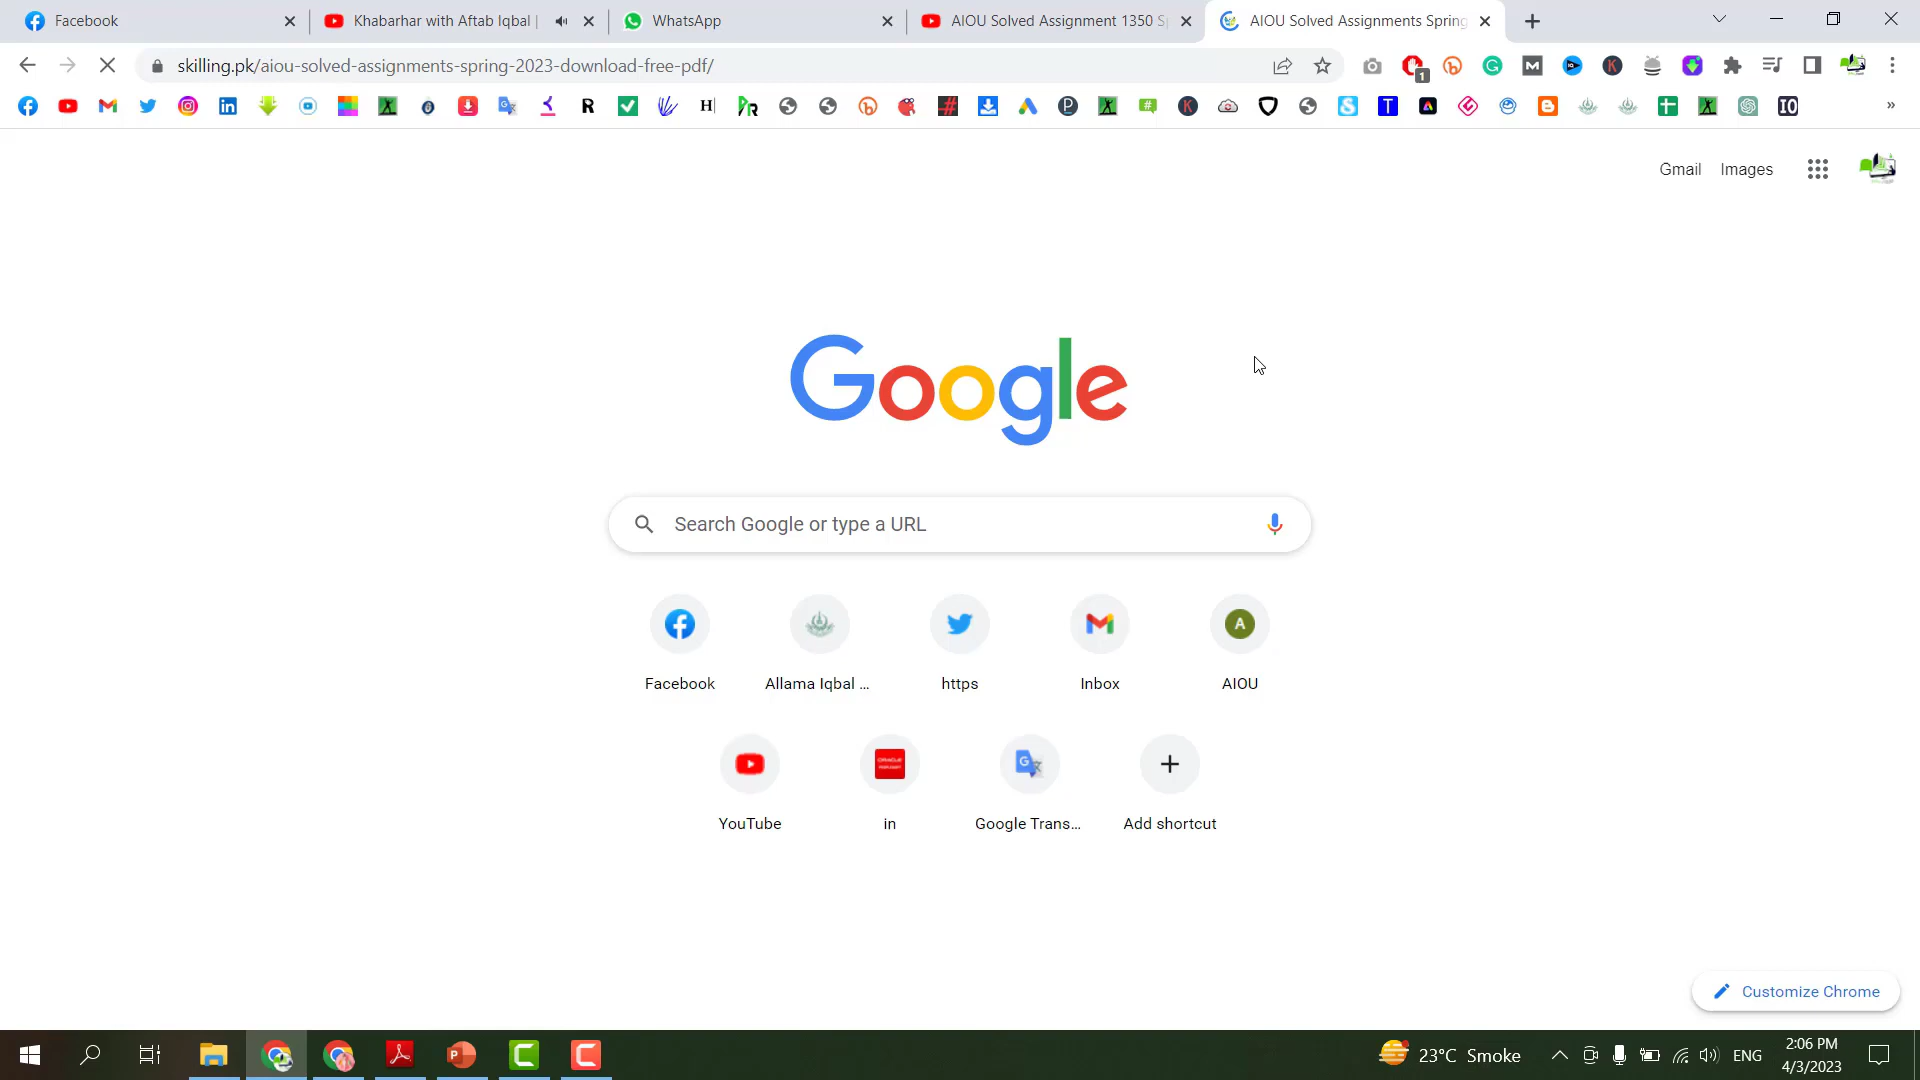 Facebook
Khabarhar with Aftab Iqbal |
WhatsApp
AIOU Solved Assignment 1350 S
AIOU Solved Assignments Spring
skilling.pk/aiou-solved-assignments-spring-2023-download-free-pdf/
1
Gmail Images
Google
Search Google or type a URL
A
Facebook
Allama Iqbal ...
https
Inbox
AIOU
YouTube
in
Google Trans...
Add shortcut
Customize Chrome
23°C Smoke
ENG
2:06 PM
4/3/2023